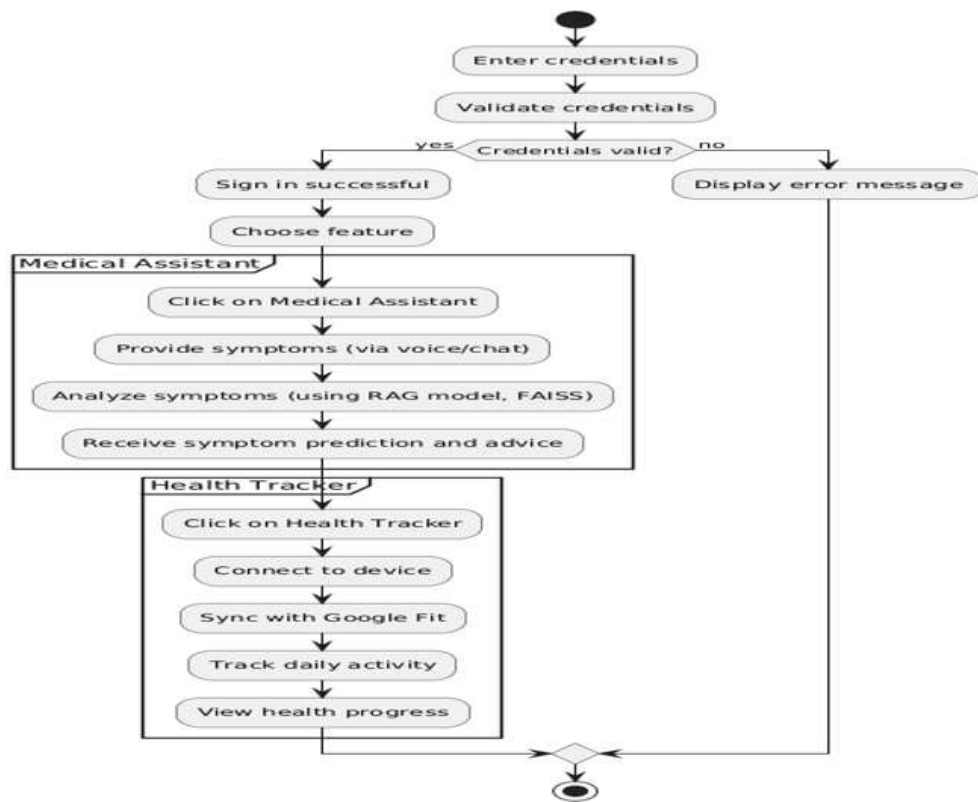 Enter credentials
Validate credentials
yes
Credentials valid?
no
Sign in successful
Display error message
Choose feature
Medical Assistant
Click on Medical Assistant
Provide symptoms (via voice/chat)
Analyze symptoms (using RAG model, FAISS)
Receive symptom prediction and advice
Health Tracker
Click on Health Tracker
Connect to device
Sync with Google Fit
Track daily activity
View health progress